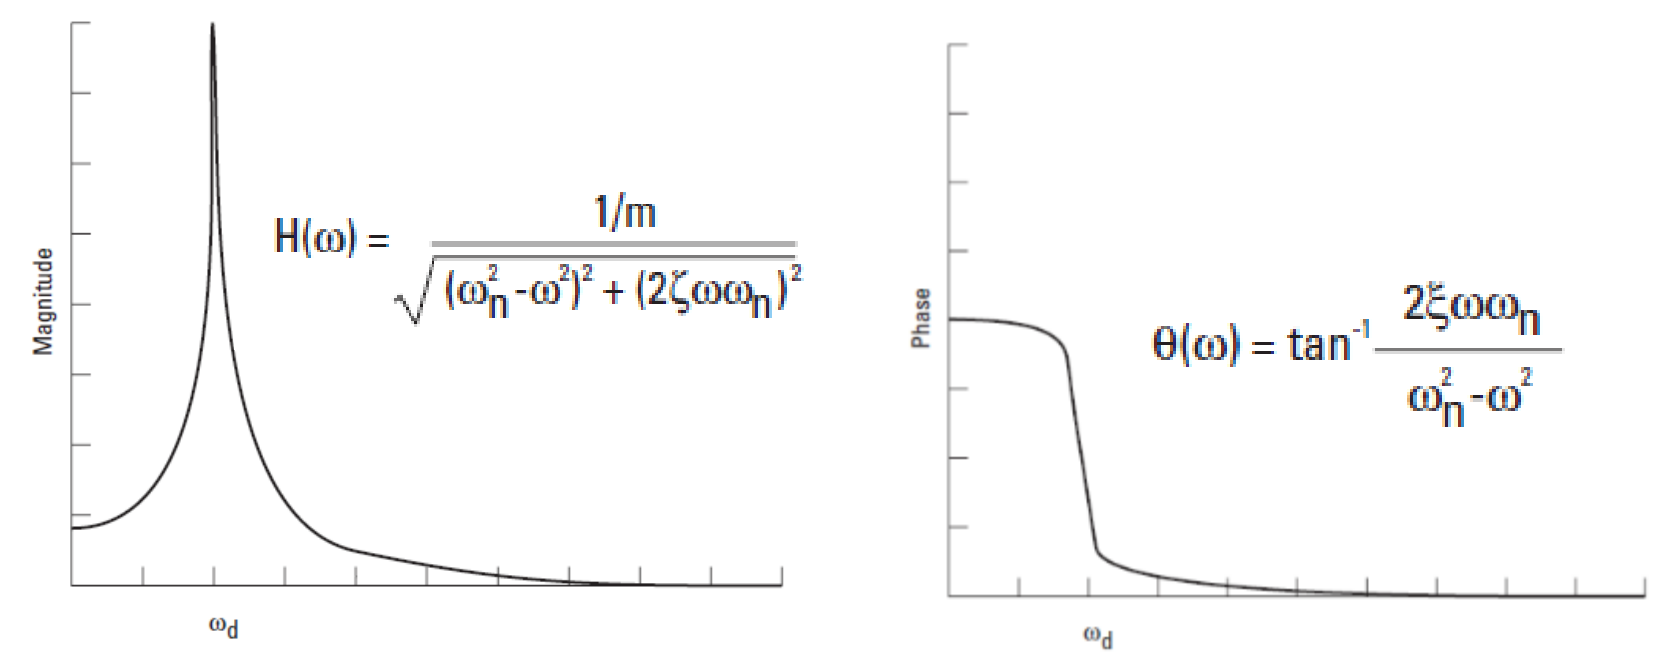 Magnitude
H(ω) = 1/m / √((ωn² - ω²)² + (2ζωωn)²)
ωd
Phase
θ(ω) = tan⁻¹ 2ξωωn / ωn² - ω²
ωd